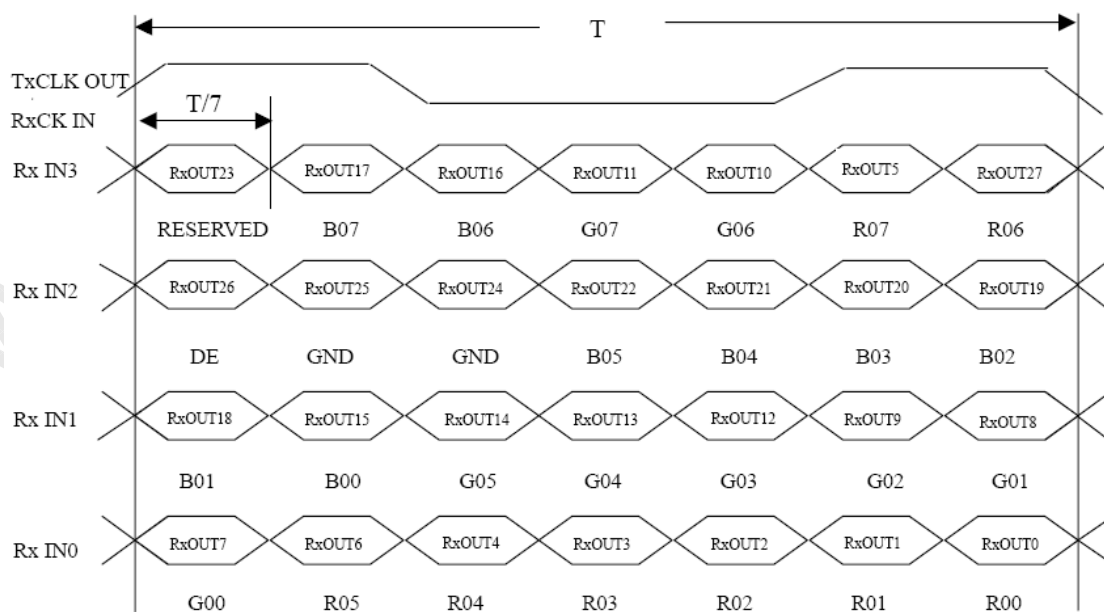 T
TxCLK OUT
T/7
RxCK IN
Rx IN3 RxOUT23 RxOUT17 RxOUT16 RxOUT11 RxOUT10 RxOUT5 RxOUT27
RESERVED B07 B06 G07 G06 R07 R06
Rx IN2 RxOUT26 RxOUT25 RxOUT24 RxOUT22 RxOUT21 RxOUT20 RxOUT19
DE GND GND B05 B04 B03 B02
Rx IN1 RxOUT18 RxOUT15 RxOUT14 RxOUT13 RxOUT12 RxOUT9 RxOUT8
B01 B00 G05 G04 G03 G02 G01
Rx IN0 RxOUT7 RxOUT6 RxOUT4 RxOUT3 RxOUT2 RxOUT1 RxOUT0
G00 R05 R04 R03 R02 R01 R00